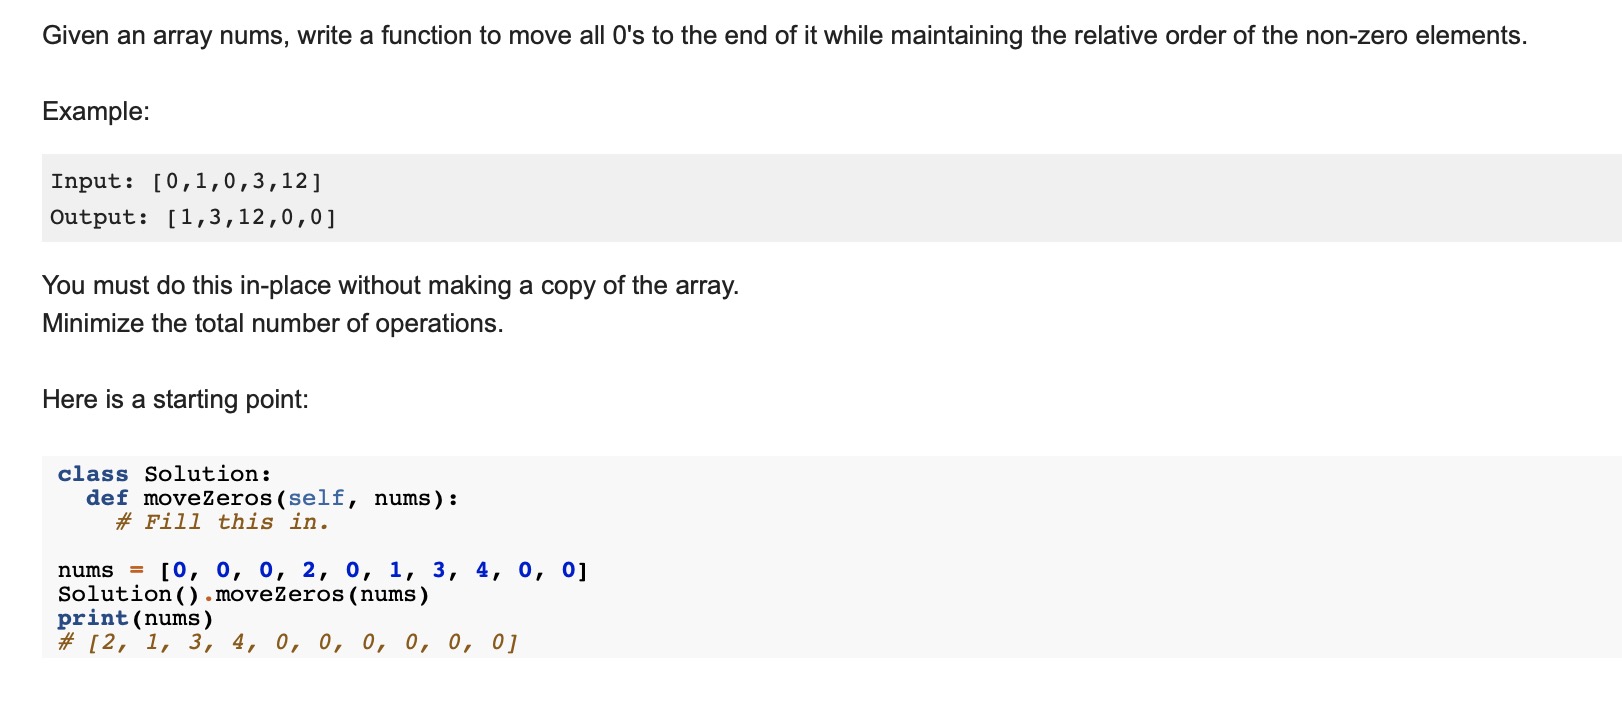 Given an array nums, write a function to move all 0's to the end of it while maintaining the relative order of the non-zero elements.
Example:
Input: [0,1,0,3,12]
Output: [1,3,12,0,0]
You must do this in-place without making a copy of the array.
Minimize the total number of operations.
Here is a starting point:
class Solution:
  def moveZeros(self, nums):
    # Fill this in.
nums = [0, 0, 0, 2, 0, 1, 3, 4, 0, 0]
Solution().moveZeros(nums)
print(nums)
# [2, 1, 3, 4, 0, 0, 0, 0, 0, 0]